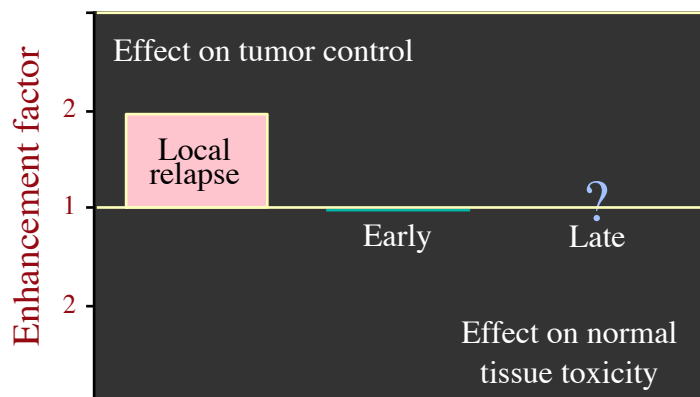 Enhancement factor
Effect on tumor control
2
Local
relapse
1
?
Early
Late
2
Effect on normal
tissue toxicity